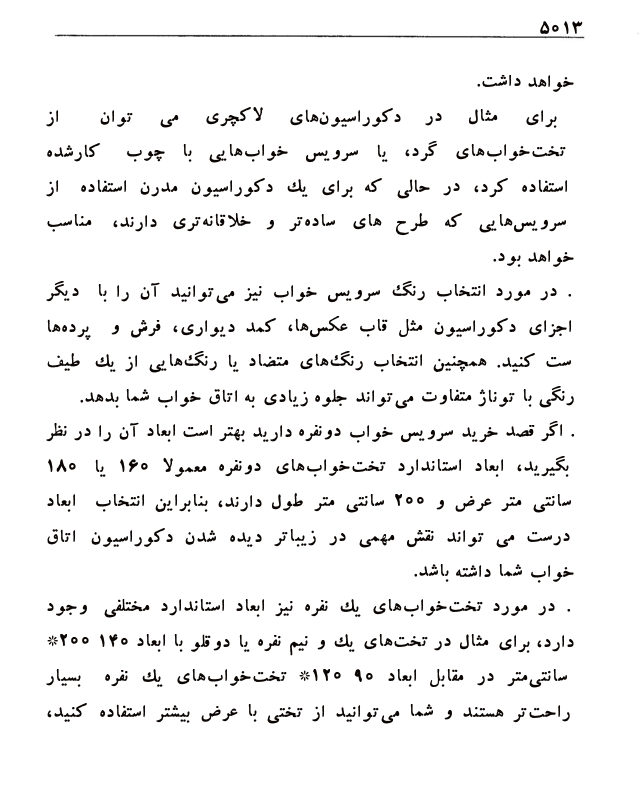 ۵۰۱۳
خواهد داشت.
برای مثال در دکوراسیون‌های لاکچری می توان از
تخت‌خواب‌های گرد، یا سرویس خواب‌هایی با چوب کارشده
استفاده کرد، در حالی که برای یك دکوراسیون مدرن استفاده از
سرویس‌هایی که طرح های ساده‌تر و خلاقانه‌تری دارند، مناسب
خواهد بود.
. در مورد انتخاب رنگ سرویس خواب نیز می‌توانید آن را با دیگر
اجزای دکوراسیون مثل قاب عکس‌ها، کمد دیواری، فرش و پرده‌ها
ست کنید. همچنین انتخاب رنگ‌های متضاد یا رنگ‌هایی از یك طیف
رنگی با توناژ متفاوت می‌تواند جلوه زیادی به اتاق خواب شما بدهد.
. اگر قصد خرید سرویس خواب دونفره دارید بهتر است ابعاد آن را در نظر
بگیرید، ابعاد استاندارد تخت‌خواب‌های دونفره معمولا ۱۶۰ یا ۱۸۰
سانتی متر عرض و ۲۰۰ سانتی متر طول دارند، بنابراین انتخاب ابعاد
درست می تواند نقش مهمی در زیباتر دیده شدن دکوراسیون اتاق
خواب شما داشته باشد.
. در مورد تخت‌خواب‌های یك نفره نیز ابعاد استاندارد مختلفی وجود
دارد، برای مثال در تخت‌های یك و نیم نفره یا دوقلو با ابعاد ۱۴۰ ۲۰۰*
سانتی‌متر در مقابل ابعاد ۹۰ ۱۲۰* تخت‌خواب‌های یك نفره بسیار
راحت‌تر هستند و شما می‌توانید از تختی با عرض بیشتر استفاده کنید،